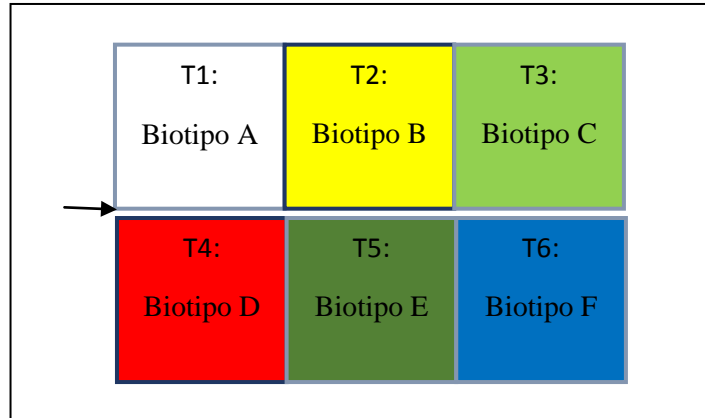 T1:
Biotipo A
T2:
Biotipo B
T3:
Biotipo C
T4:
Biotipo D
T5:
Biotipo E
T6:
Biotipo F